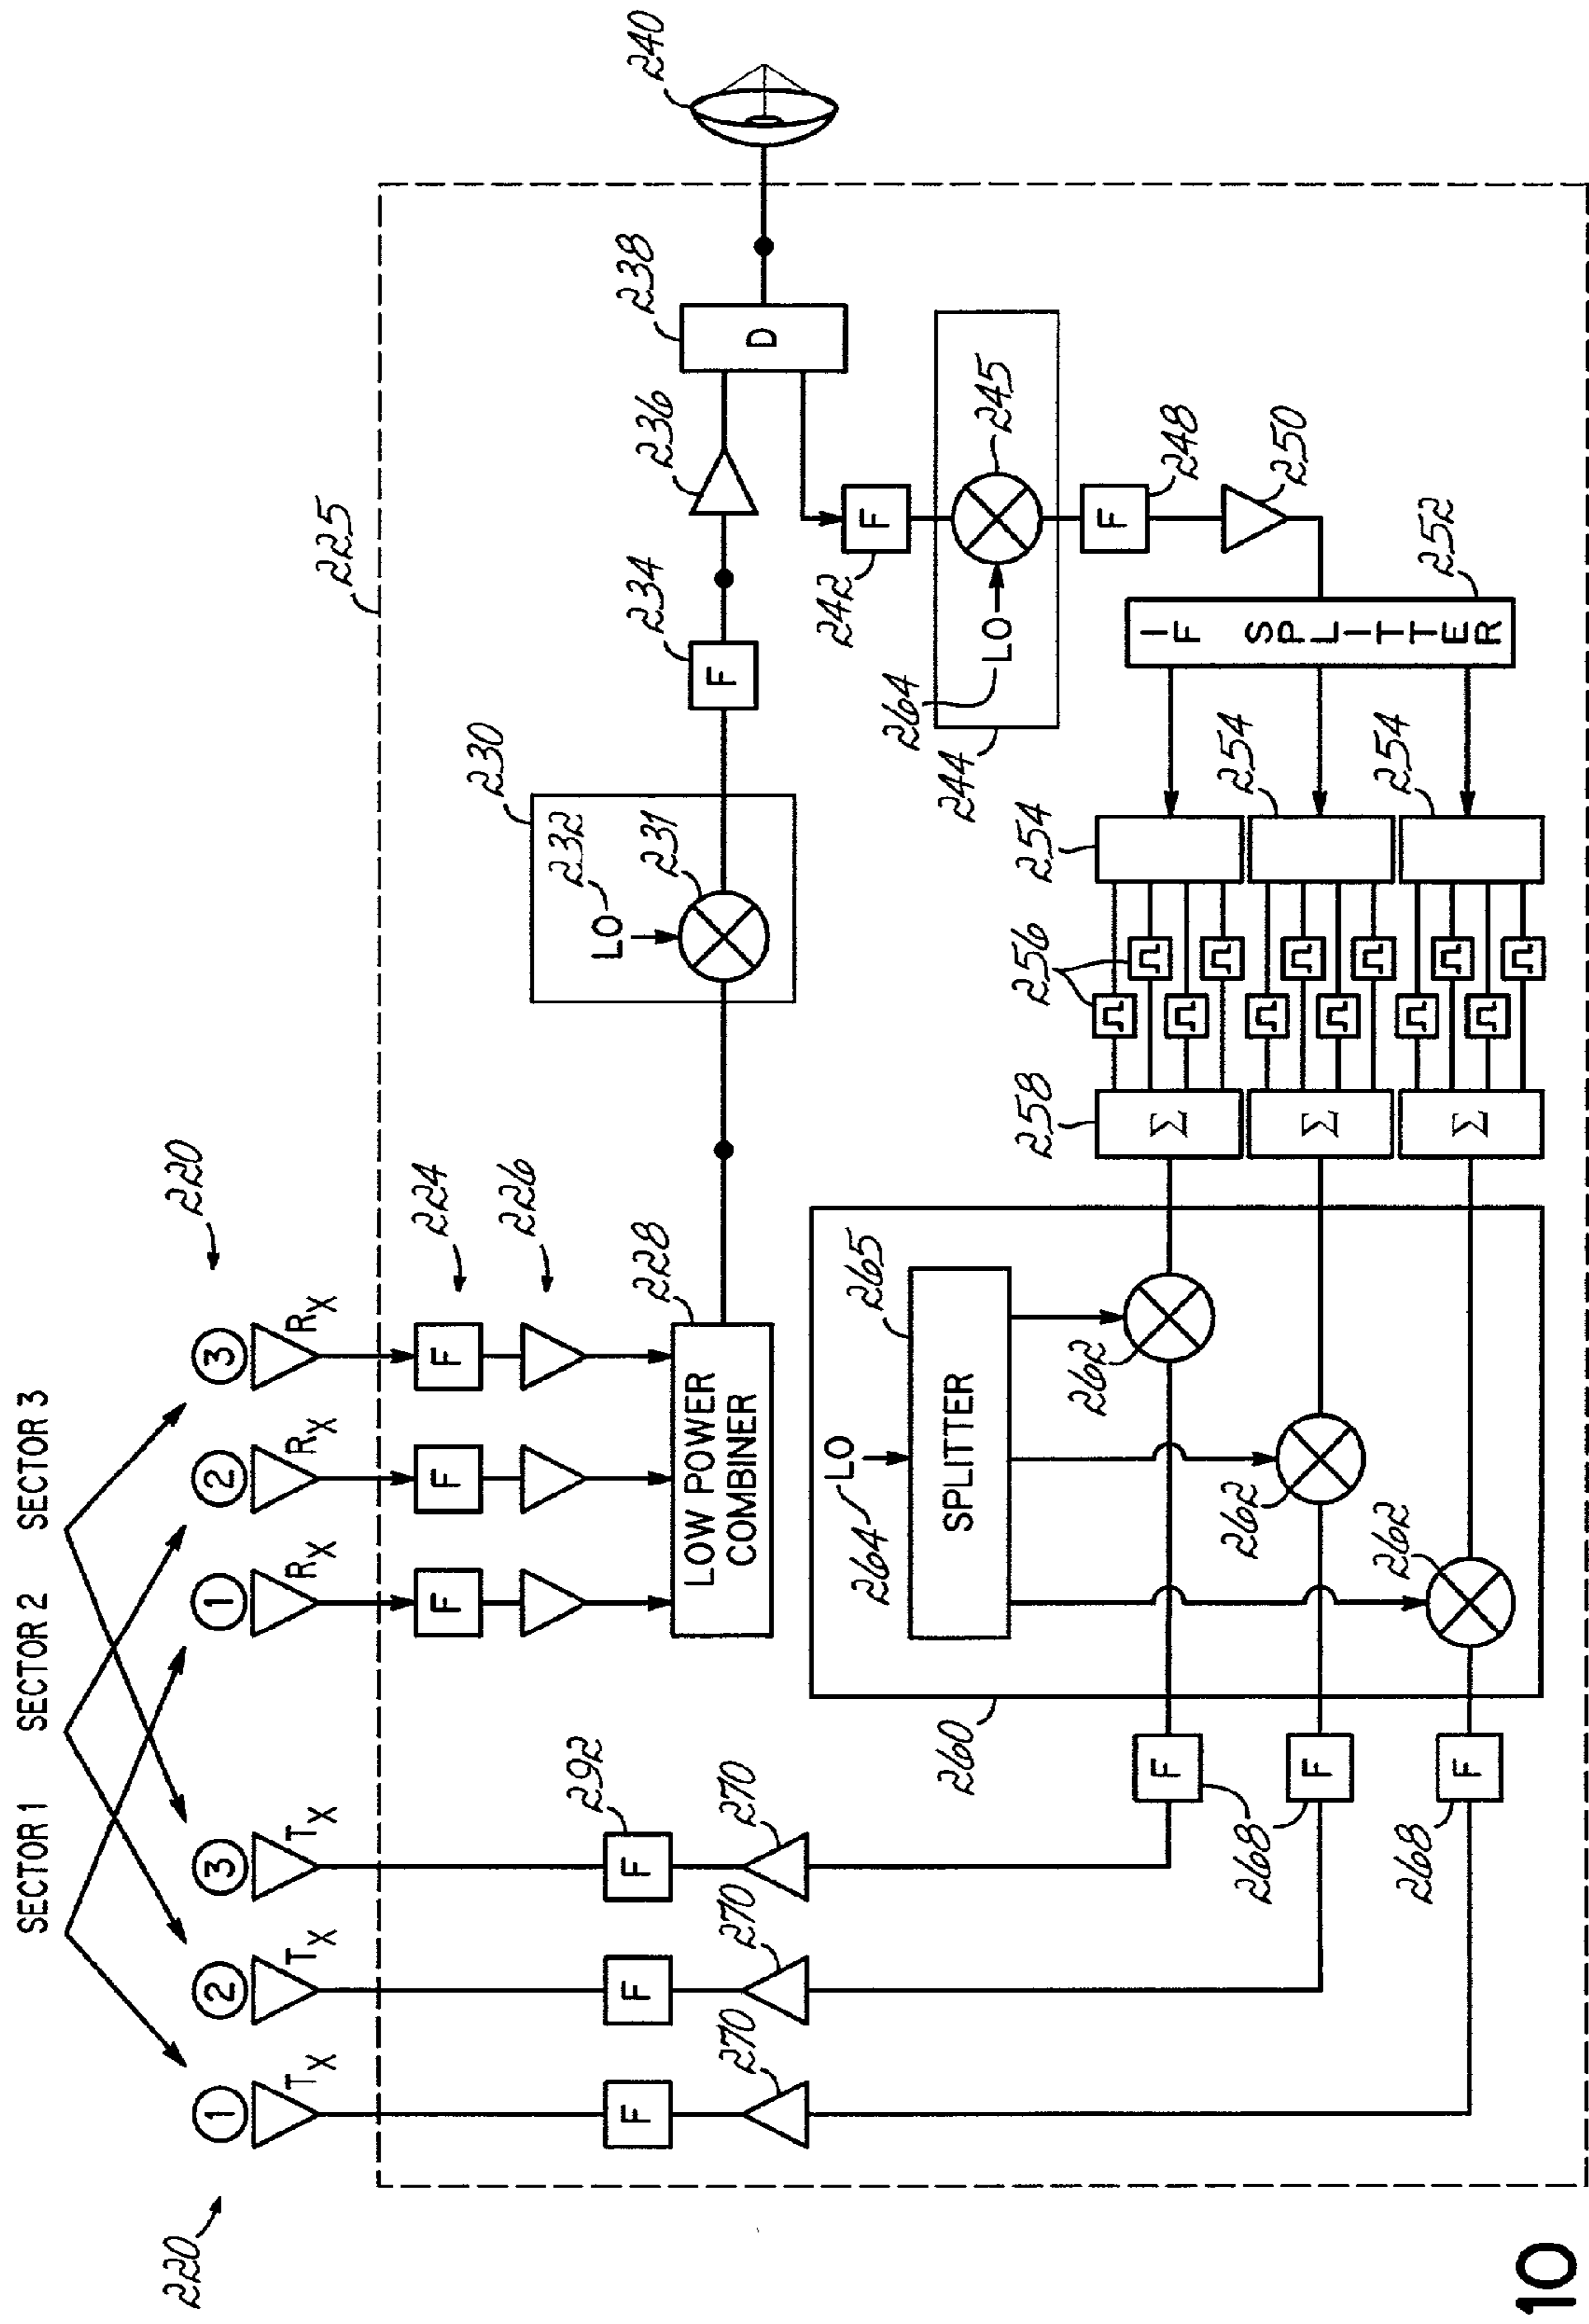 SECTOR 1 SECTOR 2 SECTOR 3
220
220
1
2
3
1
2
3
TX
TX
TX
RX
RX
RX
225
F
F
F
224
226
LOW POWER
COMBINER
228
230
LO
232
231
F
234
236
D
238
240
F
F
F
292
270
270
270
F
242
LO
264
245
244
F
248
250
IF SPLITTER
252
254
254
254
256
258
Σ
Σ
Σ
260
LO
264
SPLITTER
265
262
262
262
F
F
F
268
268
10